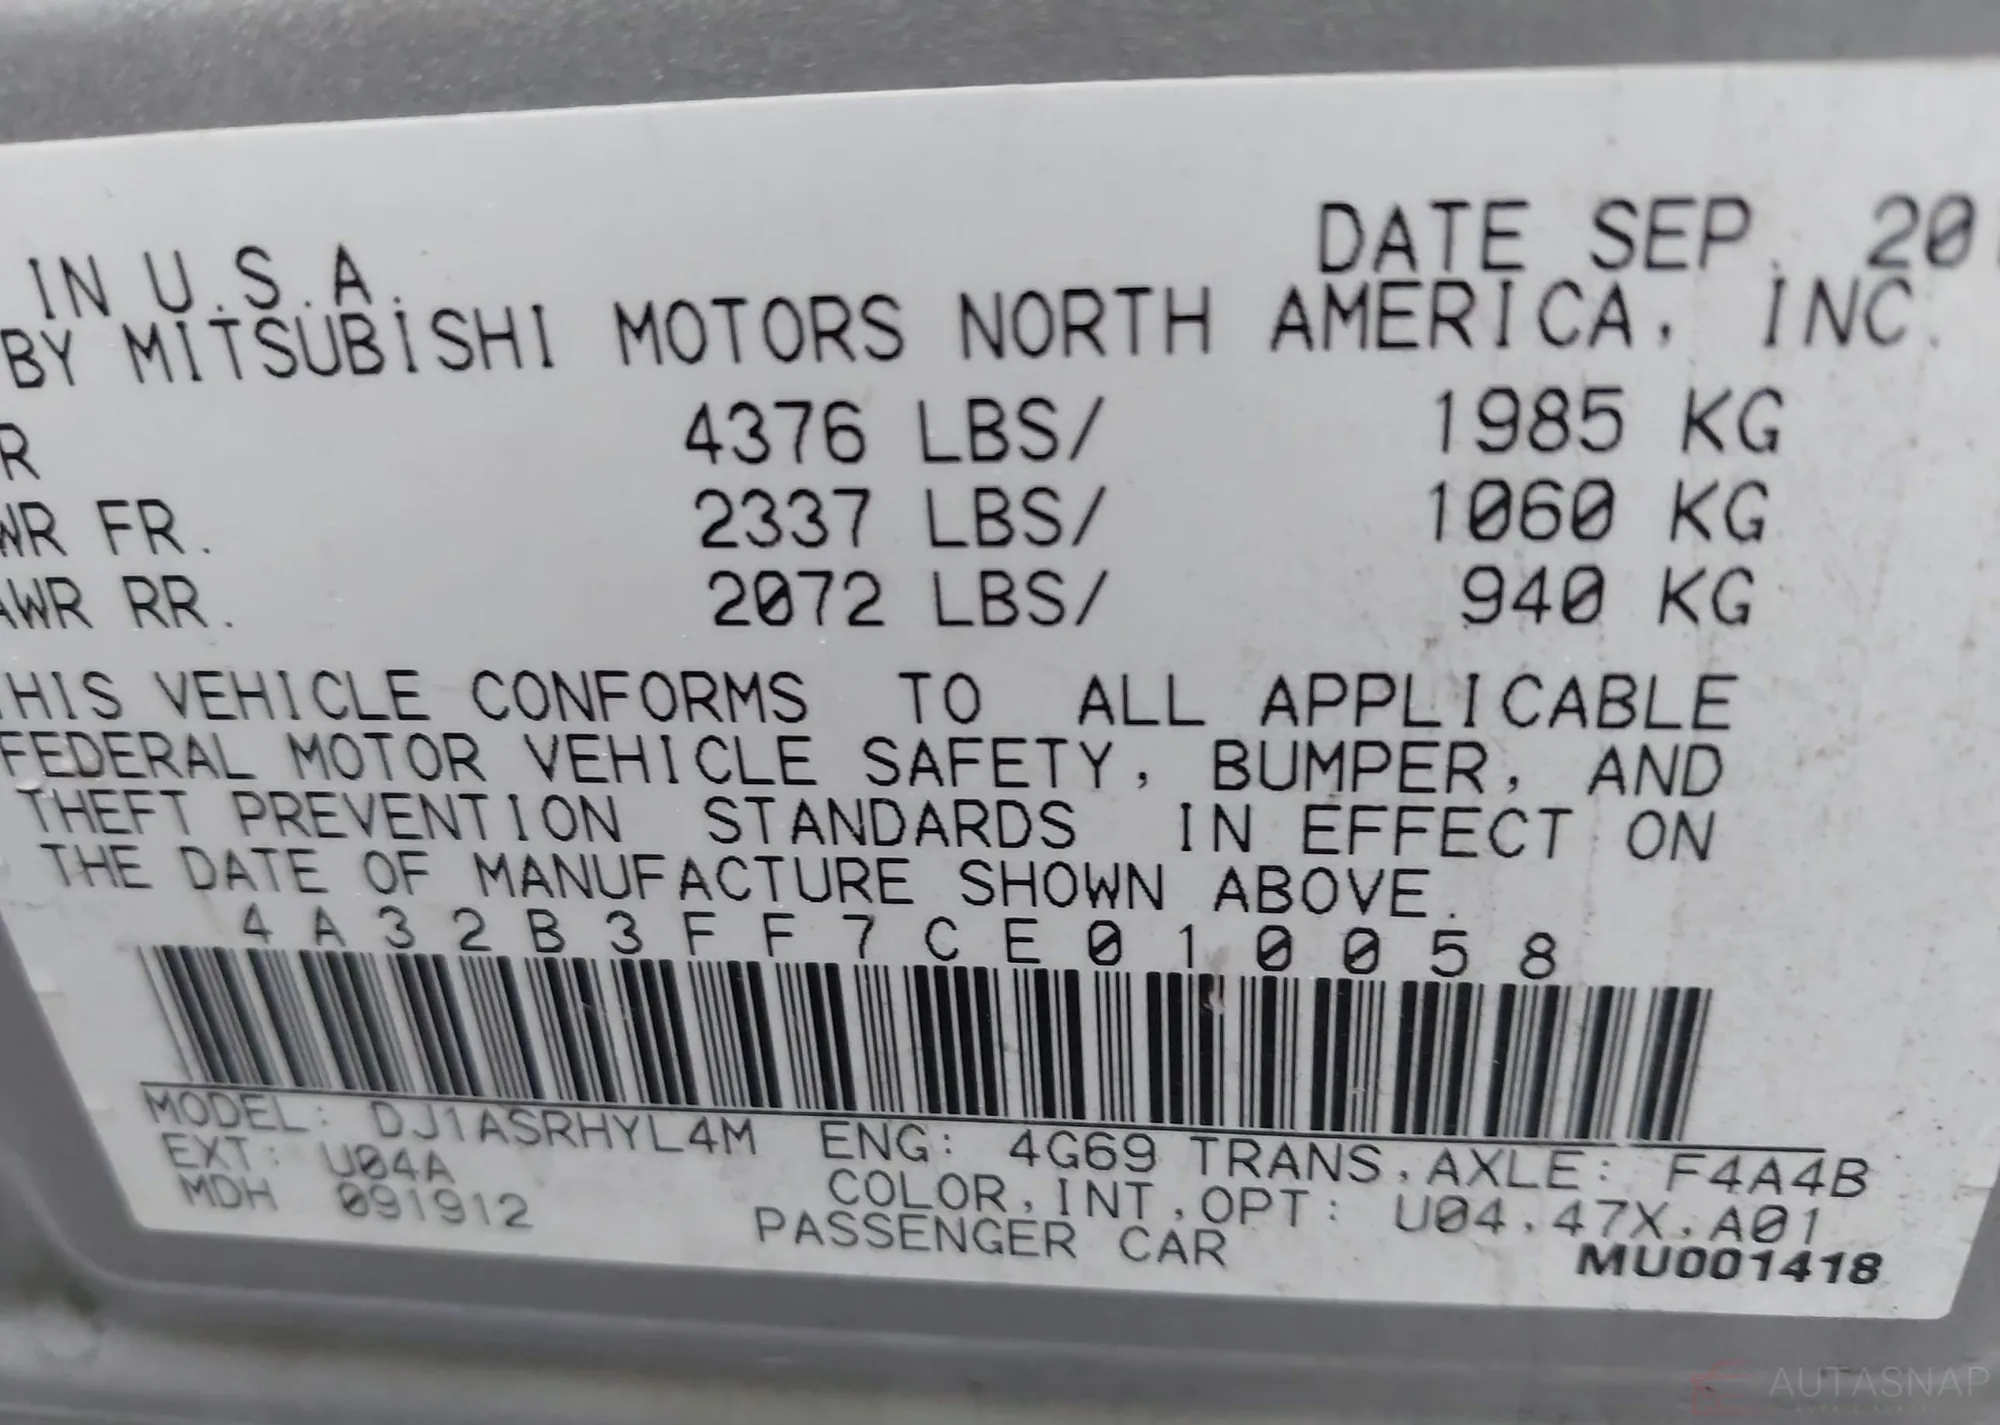 DATE SEP. 20
IN U.S.A.
BY MITSUBISHI MOTORS NORTH AMERICA, INC.
R 4376 LBS/ 1985 KG
WR FR. 2337 LBS/ 1060 KG
AWR RR. 2072 LBS/ 940 KG
HIS VEHICLE CONFORMS TO ALL APPLICABLE
FEDERAL MOTOR VEHICLE SAFETY, BUMPER, AND
THEFT PREVENTION STANDARDS IN EFFECT ON
THE DATE OF MANUFACTURE SHOWN ABOVE.
4A32B3FF7CE010058
MODEL: DJ1ASRHYL4M ENG: 4G69 TRANS,AXLE: F4A4B
EXT: U04A COLOR,INT,OPT: U04,47X,A01
MDH 091912 PASSENGER CAR
MU001418
AUTASNAP